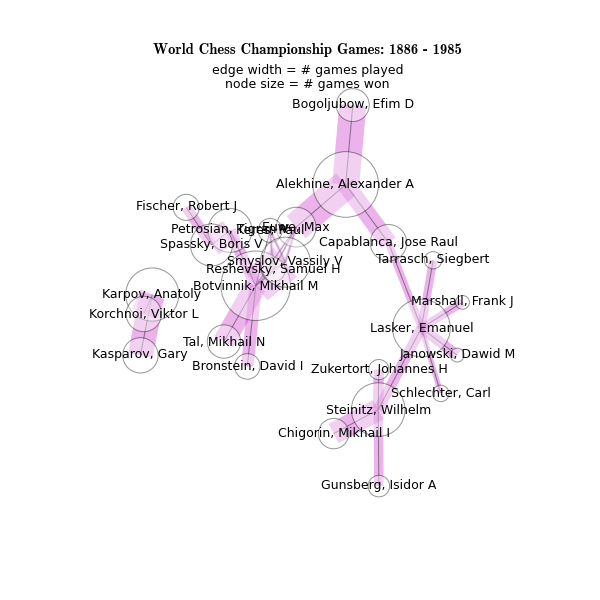 World Chess Championship Games: 1886 - 1985
edge width = # games played
node size = # games won
Bogoljubow, Efim D
Alekhine, Alexander A
Fischer, Robert J
Petrosian, Tigran V
Keres, Paul
Euwe, Max
Spassky, Boris V
Capablanca, Jose Raul
Tarrasch, Siegbert
Smyslov, Vassily V
Reshevsky, Samuel H
Botvinnik, Mikhail M
Karpov, Anatoly
Marshall, Frank J
Korchnoi, Viktor L
Lasker, Emanuel
Tal, Mikhail N
Kasparov, Gary
Janowski, Dawid M
Bronstein, David I
Zukertort, Johannes H
Schlechter, Carl
Steinitz, Wilhelm
Chigorin, Mikhail I
Gunsberg, Isidor A